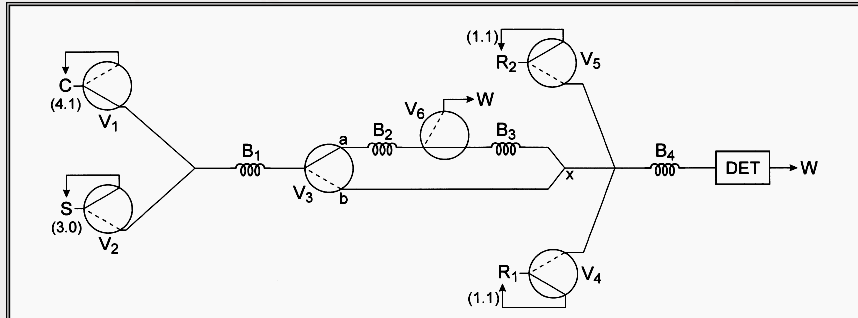 (1.1)
R2
V5
C
(4.1)
V1
V6
W
a
B1
B2
B3
B4
V3
x
DET
W
b
S
(3.0)
V2
R1
V4
(1.1)